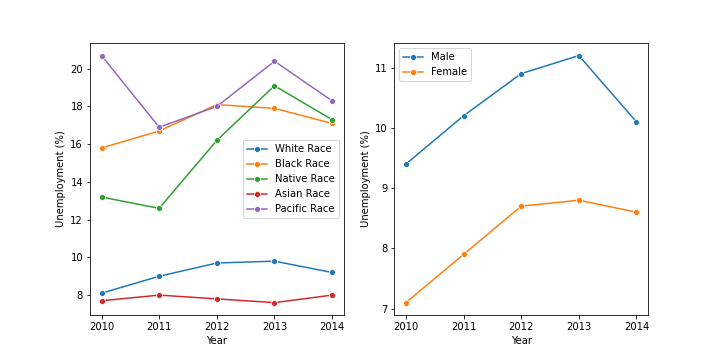 20
18
16
14
12
10
8
Unemployment (%)
2010 2011 2012 2013 2014
Year
White Race
Black Race
Native Race
Asian Race
Pacific Race
11
10
9
8
7
Unemployment (%)
2010 2011 2012 2013 2014
Year
Male
Female